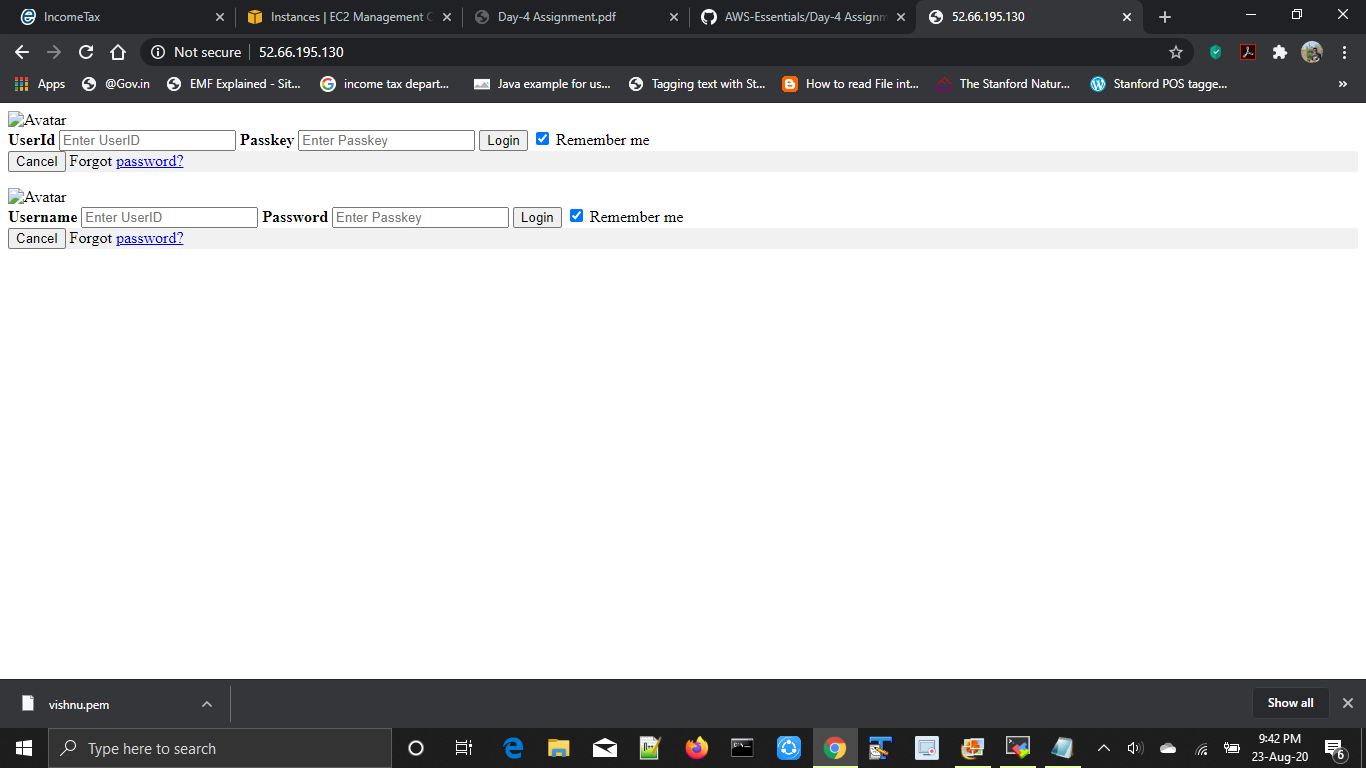 IncomeTax
Instances | EC2 Management C
Day-4 Assignment.pdf
AWS-Essentials/Day-4 Assignm
52.66.195.130
Not secure 52.66.195.130
Apps @Gov.in EMF Explained - Sit... income tax depart... Java example for us... Tagging text with St... How to read File int... The Stanford Natur... Stanford POS tagge... »
Avatar
UserId Enter UserID Passkey Enter Passkey Login Remember me
Cancel Forgot password?
Avatar
Username Enter UserID Password Enter Passkey Login Remember me
Cancel Forgot password?
vishnu.pem Show all
Type here to search
9:42 PM
23-Aug-20
6